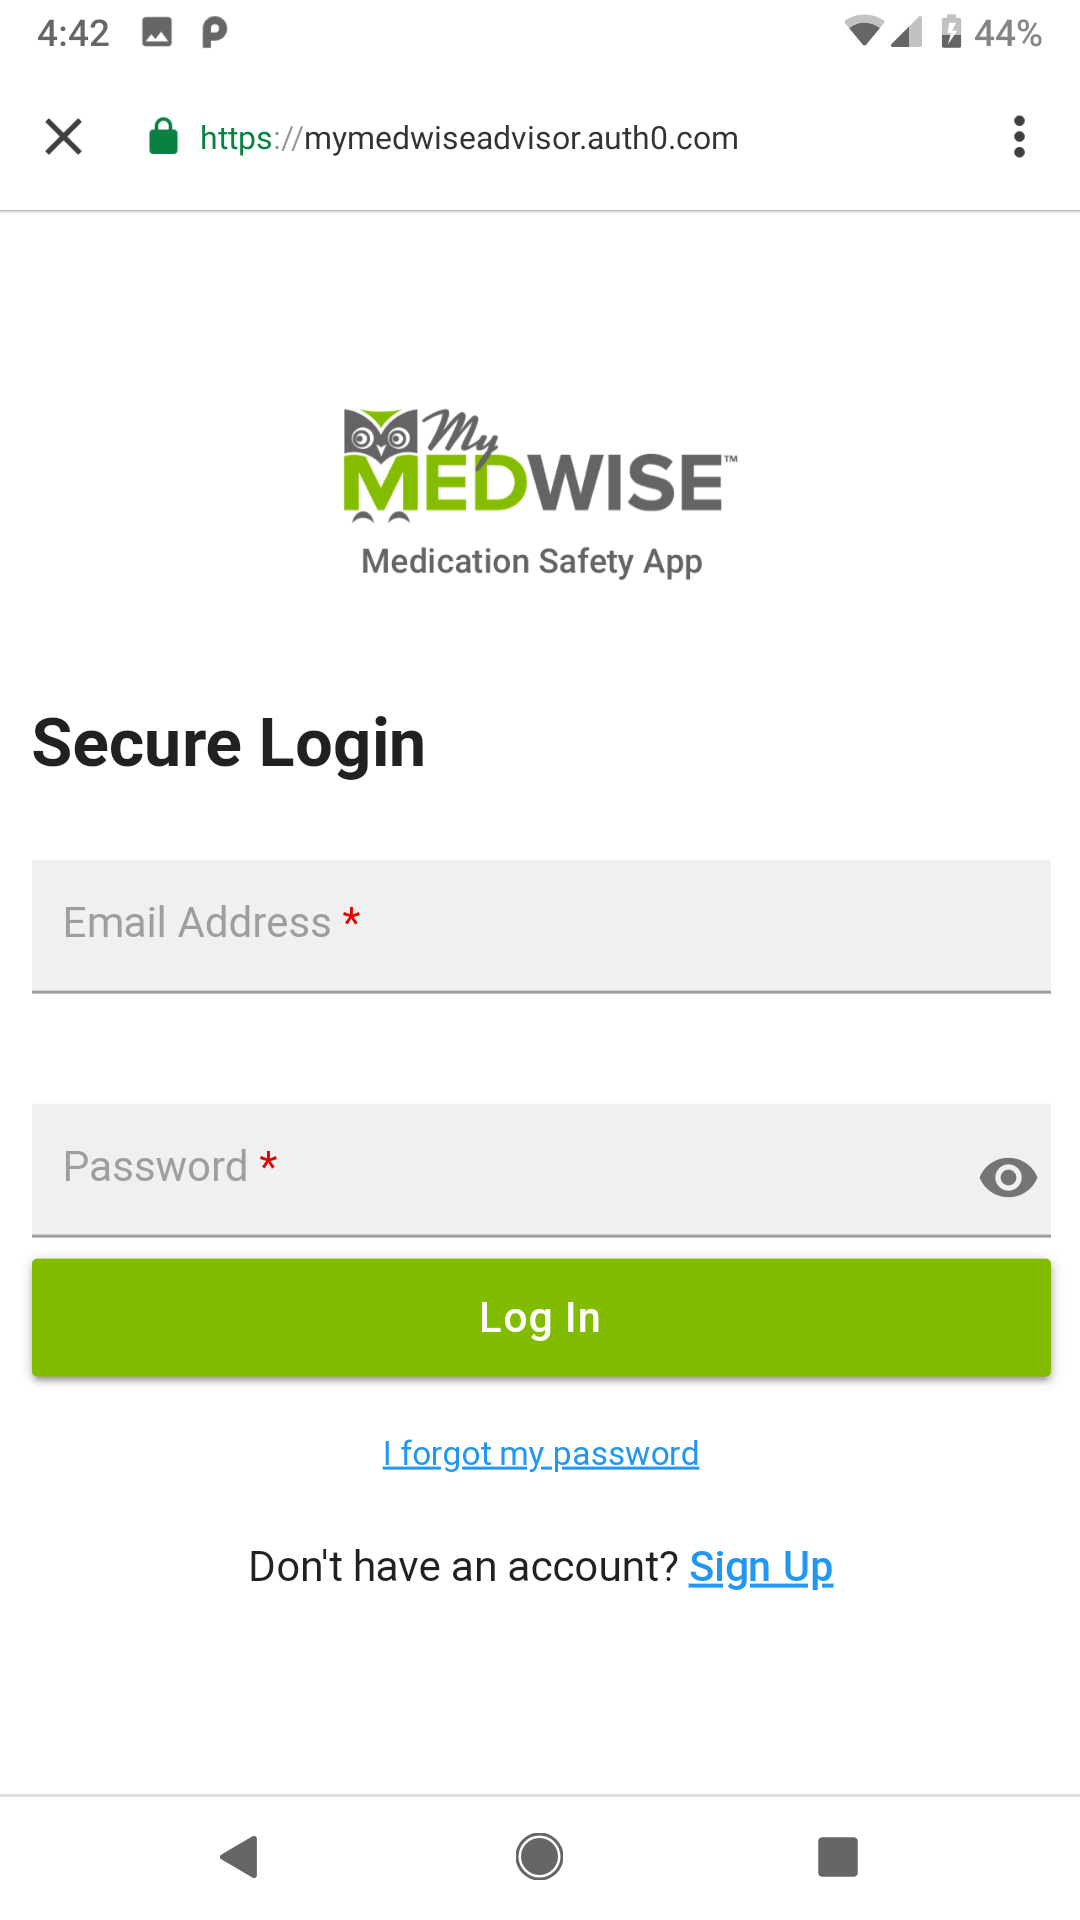 4:42 44%
https://mymedwiseadvisor.auth0.com
My
MEDWISE™
Medication Safety App
Secure Login
Email Address *
Password *
Log In
I forgot my password
Don't have an account? Sign Up